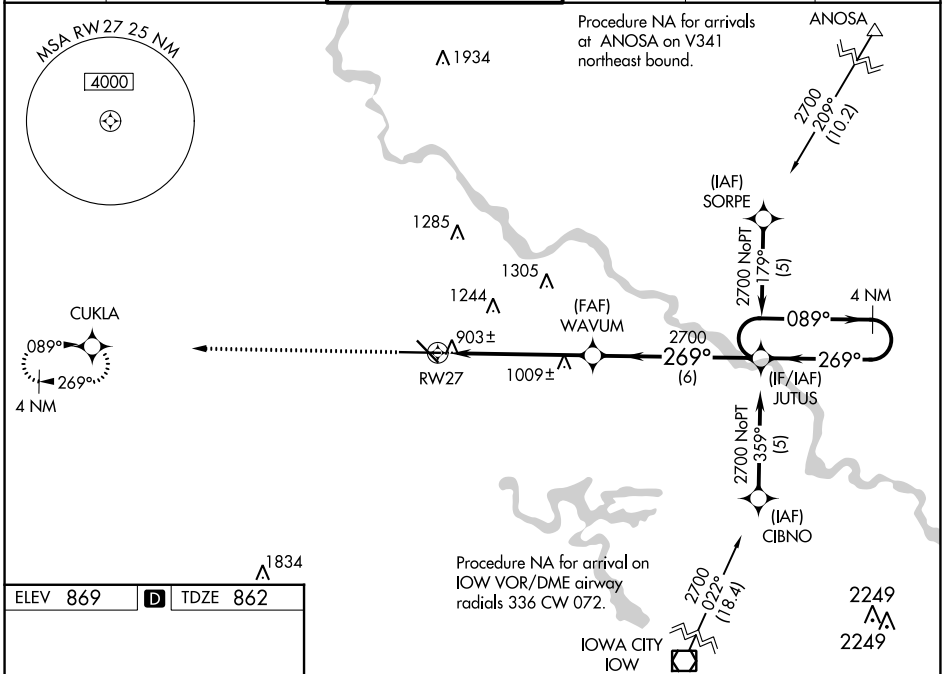 MSA RW 27 25 NM
4000
1934
Procedure NA for arrivals
at ANOSA on V341
northeast bound.
ANOSA
2700
209°
(10.2)
(IAF)
SORPE
2700 NoPT
179°
(5)
1285
1305
1244
903±
(FAF)
WAVUM
2700
269°
(6)
4 NM
089°
269°
(IF/IAF)
JUTUS
CUKLA
089°
269°
4 NM
RW27
1009±
2700 NoPT
359°
(5)
(IAF)
CIBNO
1834
Procedure NA for arrival on
IOW VOR/DME airway
radials 336 CW 072.
2700
022°
(18.4)
IOWA CITY
IOW
2249
2249
ELEV 869 D TDZE 862